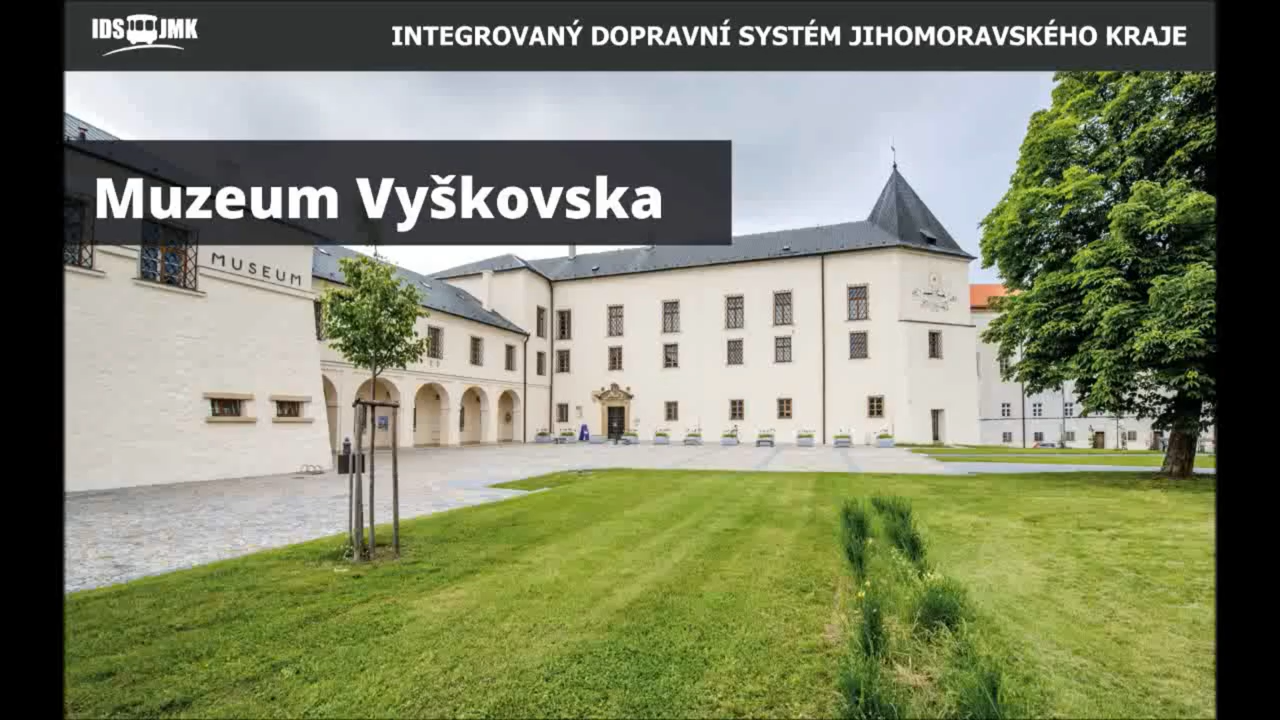 IDS JMK
INTEGROVANÝ DOPRAVNÍ SYSTÉM JIHOMORAVSKÉHO KRAJE
Muzeum Vyškovska
MUSEUM